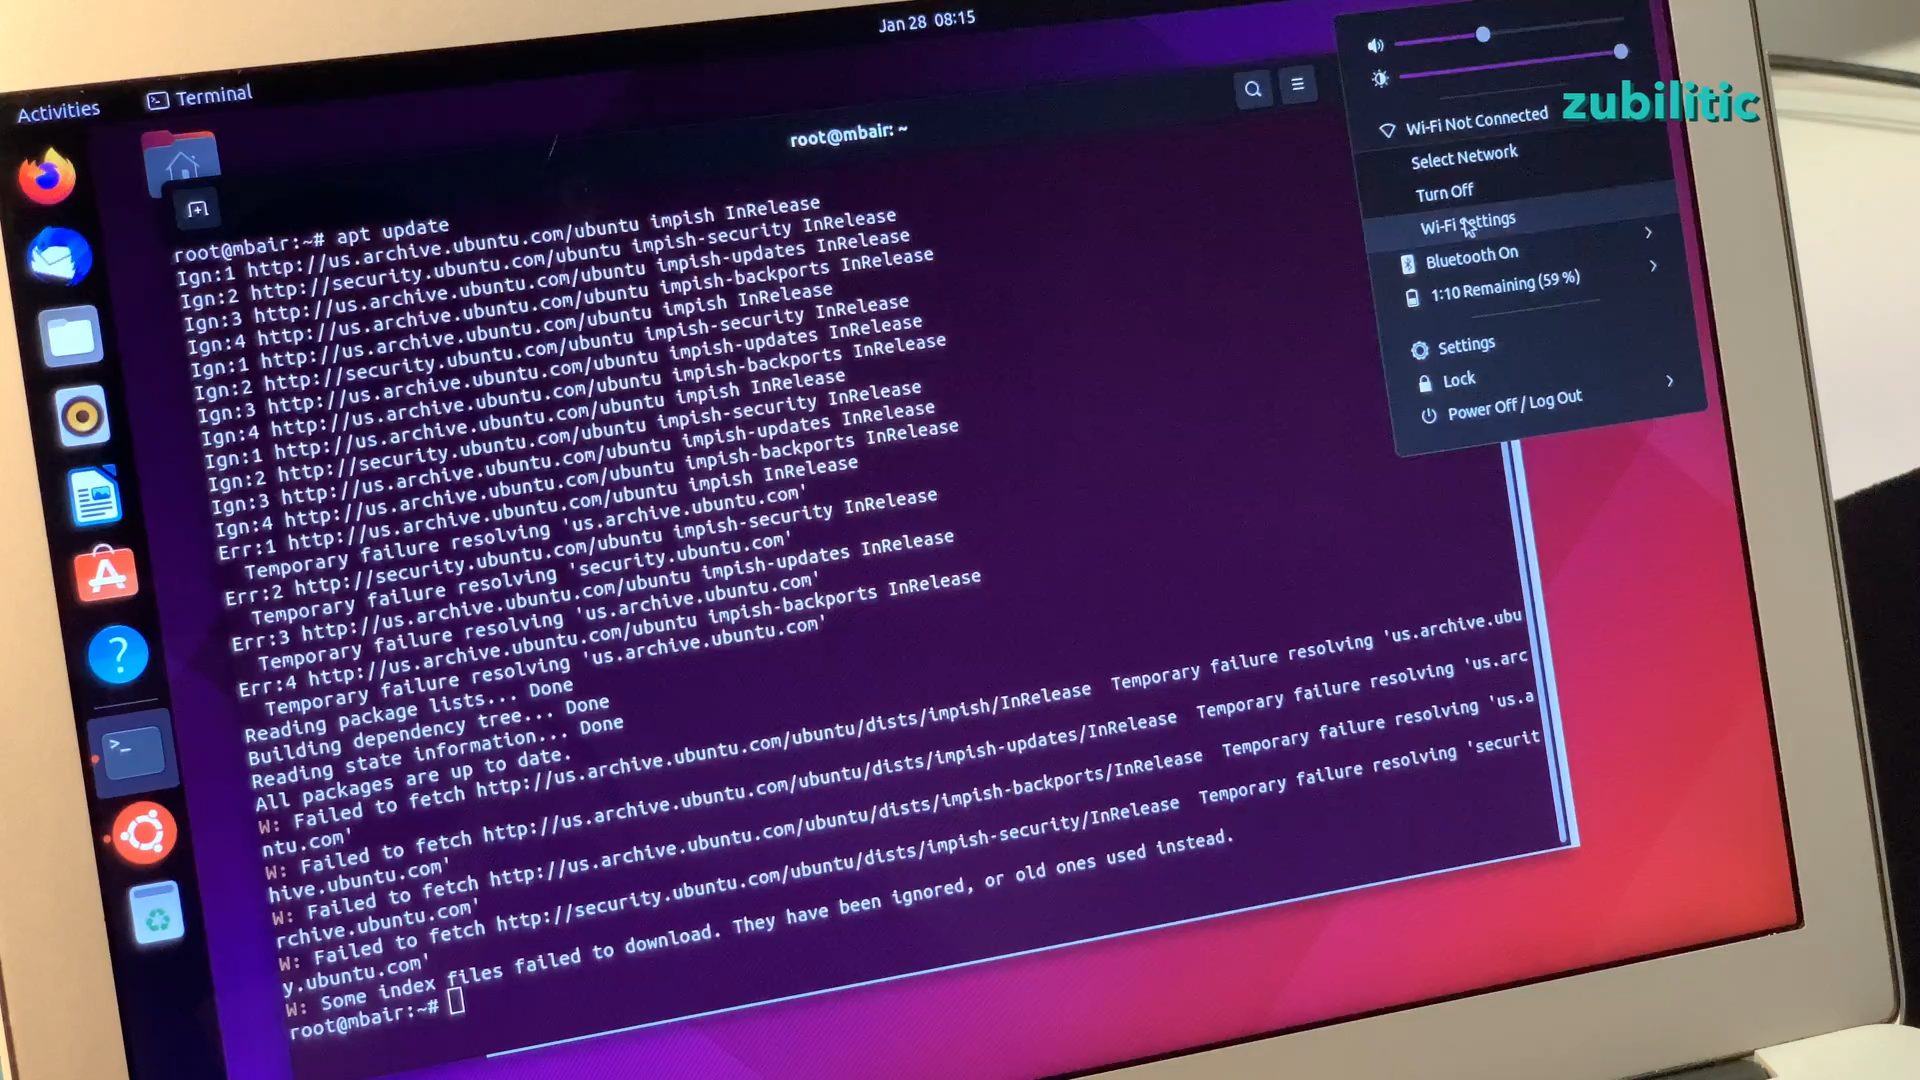 Jan 28 08:15
Activities
Terminal
root@mbair: ~
zubilitic
Wi-Fi Not Connected
Select Network
Turn Off
Wi-Fi Settings
Bluetooth On
1:10 Remaining (59 %)
Settings
Lock
Power Off / Log Out
root@mbair:~# apt update
Ign:1 http://us.archive.ubuntu.com/ubuntu impish InRelease
Ign:2 http://security.ubuntu.com/ubuntu impish-security InRelease
Ign:3 http://us.archive.ubuntu.com/ubuntu impish-updates InRelease
Ign:4 http://us.archive.ubuntu.com/ubuntu impish-backports InRelease
Ign:1 http://us.archive.ubuntu.com/ubuntu impish InRelease
Ign:2 http://security.ubuntu.com/ubuntu impish-security InRelease
Ign:3 http://us.archive.ubuntu.com/ubuntu impish-updates InRelease
Ign:4 http://us.archive.ubuntu.com/ubuntu impish-backports InRelease
Ign:1 http://us.archive.ubuntu.com/ubuntu impish InRelease
Ign:2 http://security.ubuntu.com/ubuntu impish-security InRelease
Ign:3 http://us.archive.ubuntu.com/ubuntu impish-updates InRelease
Ign:4 http://us.archive.ubuntu.com/ubuntu impish-backports InRelease
Err:1 http://us.archive.ubuntu.com/ubuntu impish InRelease
Temporary failure resolving 'us.archive.ubuntu.com'
Err:2 http://security.ubuntu.com/ubuntu impish-security InRelease
Temporary failure resolving 'security.ubuntu.com'
Err:3 http://us.archive.ubuntu.com/ubuntu impish-updates InRelease
Temporary failure resolving 'us.archive.ubuntu.com'
Err:4 http://us.archive.ubuntu.com/ubuntu impish-backports InRelease
Temporary failure resolving 'us.archive.ubuntu.com'
Reading package lists... Done
Building dependency tree... Done
Reading state information... Done
All packages are up to date.
W: Failed to fetch http://us.archive.ubuntu.com/ubuntu/dists/impish/InRelease Temporary failure resolving 'us.archive.ubu
ntu.com'
W: Failed to fetch http://us.archive.ubuntu.com/ubuntu/dists/impish-updates/InRelease Temporary failure resolving 'us.arc
hive.ubuntu.com'
W: Failed to fetch http://us.archive.ubuntu.com/ubuntu/dists/impish-backports/InRelease Temporary failure resolving 'us.a
rchive.ubuntu.com'
W: Failed to fetch http://security.ubuntu.com/ubuntu/dists/impish-security/InRelease Temporary failure resolving 'securit
y.ubuntu.com'
W: Some index files failed to download. They have been ignored, or old ones used instead.
root@mbair:~#